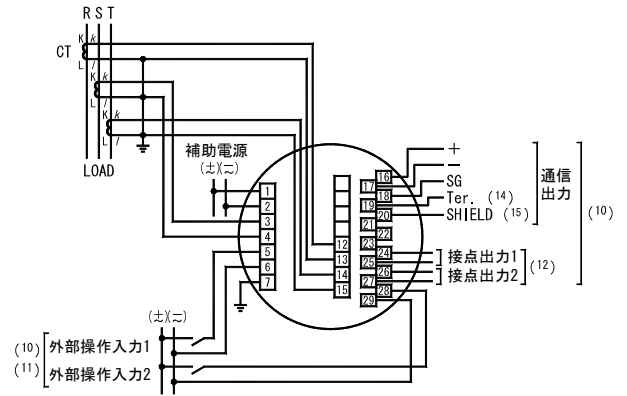 R S T
K k
CT
L l
K k
L l
K k
L l
LOAD
補助電源
(±)(≂)
1
2
3
4
5
6
7
12
13
14
15
16
17
18
19
20
21
22
23
24
25
26
27
28
29
+
−
SG
Ter. (14)
SHIELD (15)
通信
出力
(10)
接点出力1
接点出力2
(12)
(±)(≂)
(10)
(11)
外部操作入力1
外部操作入力2